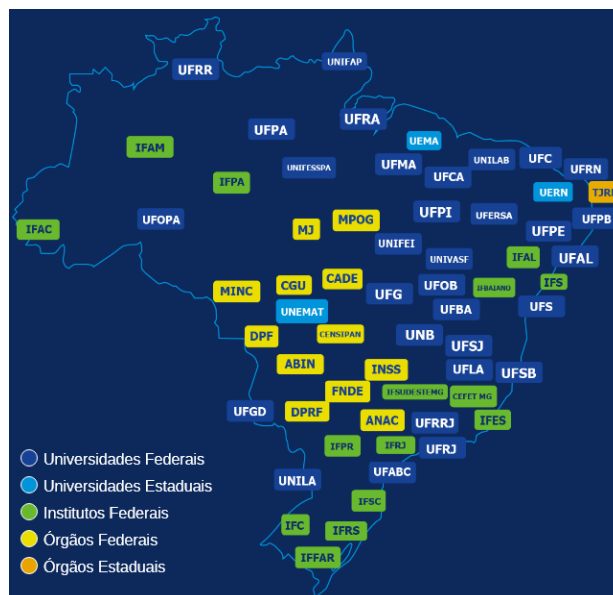 UFRR
UNIFAP
UFRA
UFPA
UEMA
IFAM
UFMA
UNILAB
UFC
UNIFESSPA
UFCA
UFRN
IFPA
UERN
UFOPA
MPOG
UFPI
UFERSA
UFPB
IFAC
MJ
UFPE
UNIFEI
UNIVASF
IFAL
UFAL
MINC
CGU
CADE
UFG
UFOB
IFBAIANO
IFS
UNEMAT
UFBA
UFS
DPF
CENSIPAN
UNB
UFSJ
ABIN
INSS
UFLA
UFSB
FNDE
IFSUDESTEMG
CEFET MG
UFGD
DPRF
ANAC
UFRRJ
IFES
IFPR
IFRJ
UFRJ
UNILA
UFABC
IFSC
IFC
IFRS
IFFAR
Universidades Federais
Universidades Estaduais
Institutos Federais
Órgãos Federais
Órgãos Estaduais